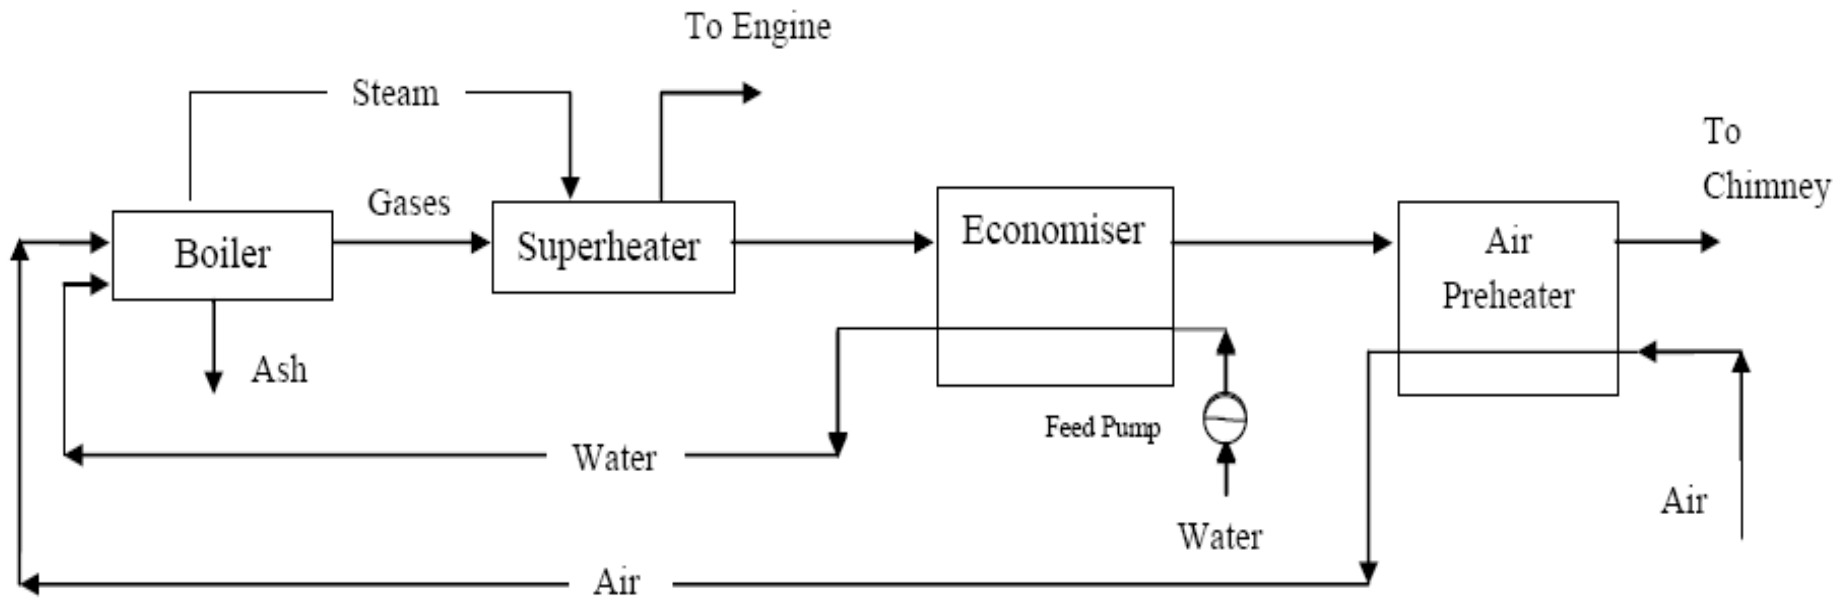 To Engine
Steam
To
Chimney
Gases
Boiler
Superheater
Economiser
Air
Preheater
Ash
Feed Pump
Water
Air
Water
Air